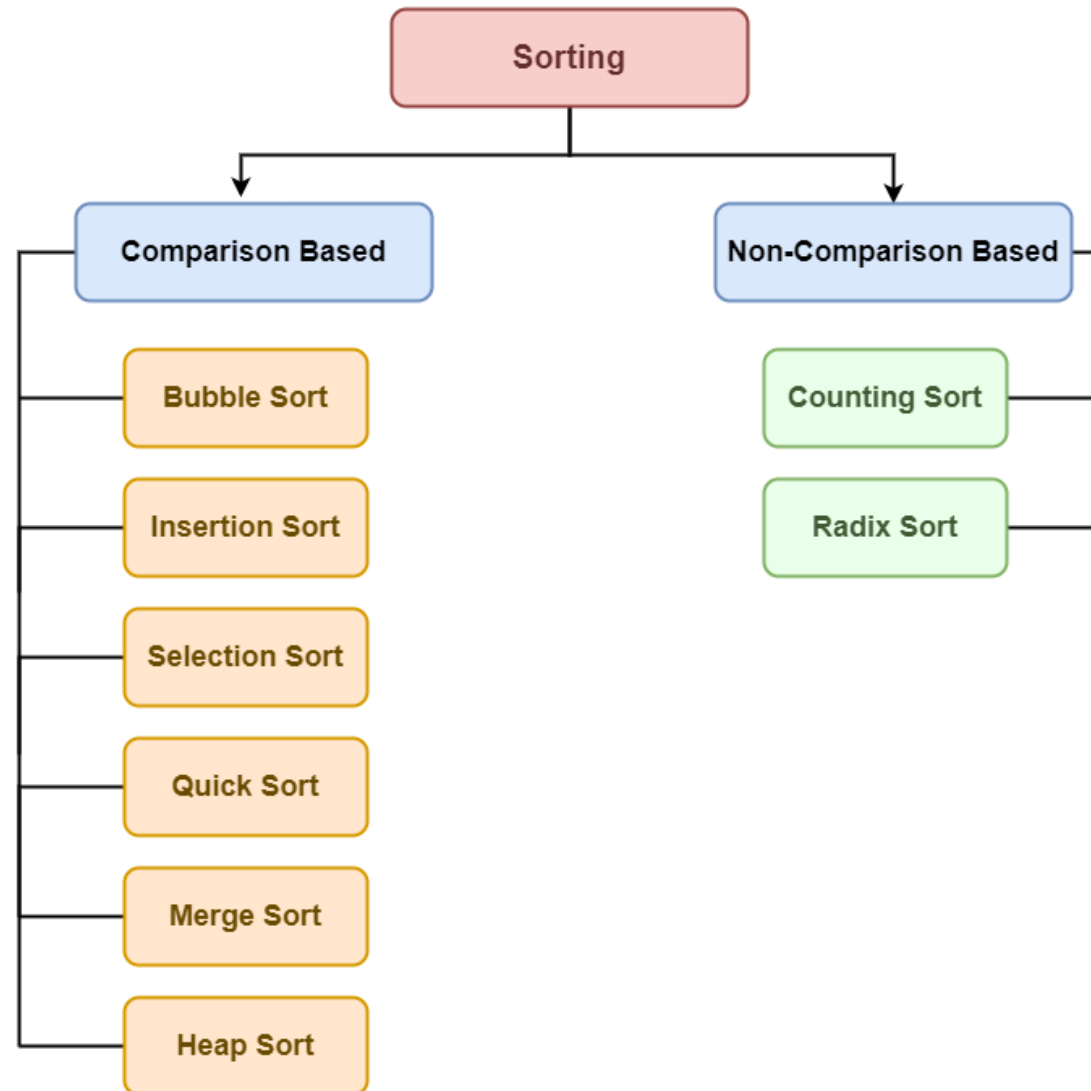 Sorting
Comparison Based
Non-Comparison Based
Bubble Sort
Insertion Sort
Selection Sort
Quick Sort
Merge Sort
Heap Sort
Counting Sort
Radix Sort